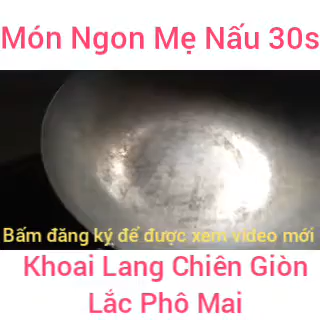 Món Ngon Mẹ Nấu 30s
Bấm đăng ký để được xem video mới
Khoai Lang Chiên Giòn
Lắc Phô Mai